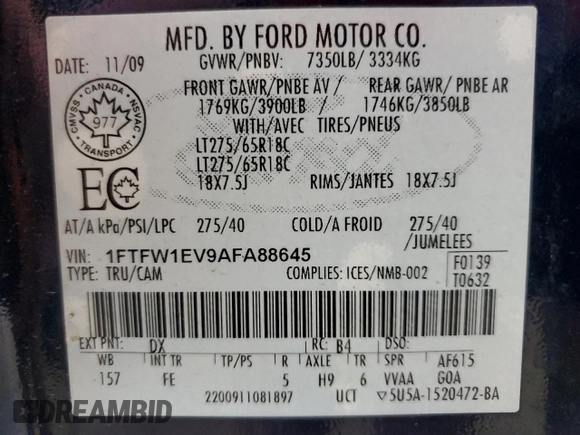 MFD. BY FORD MOTOR CO.
DATE: 11/09
GVWR/PNBV: 7350LB/ 3334KG
FRONT GAWR/ PNBE AV / REAR GAWR/ PNBE AR
1769KG/3900LB 1746KG/3850LB
WITH/AVEC TIRES/PNEUS
LT275/65R18C
LT275/65R18C
18X7.5J RIMS/JANTES 18X7.5J
CMVSS CANADA NSVAC
977
TRANSPORT
EC
AT/A kPa/PSI/LPC 275/40 COLD/A FROID 275/40
/JUMELEES
VIN: 1FTFW1EV9AFA88645
TYPE: TRU/CAM COMPLIES: ICES/NMB-002
F0139
T0632
EXT PNT: DX RC: B4 DSO:
WB INT TR TP/PS R AXLE TR SPR AF615
157 FE 5 H9 6 VVAA GOA
2200911081897 UCT ▽5U5A-1520472-BA
DREAMBID